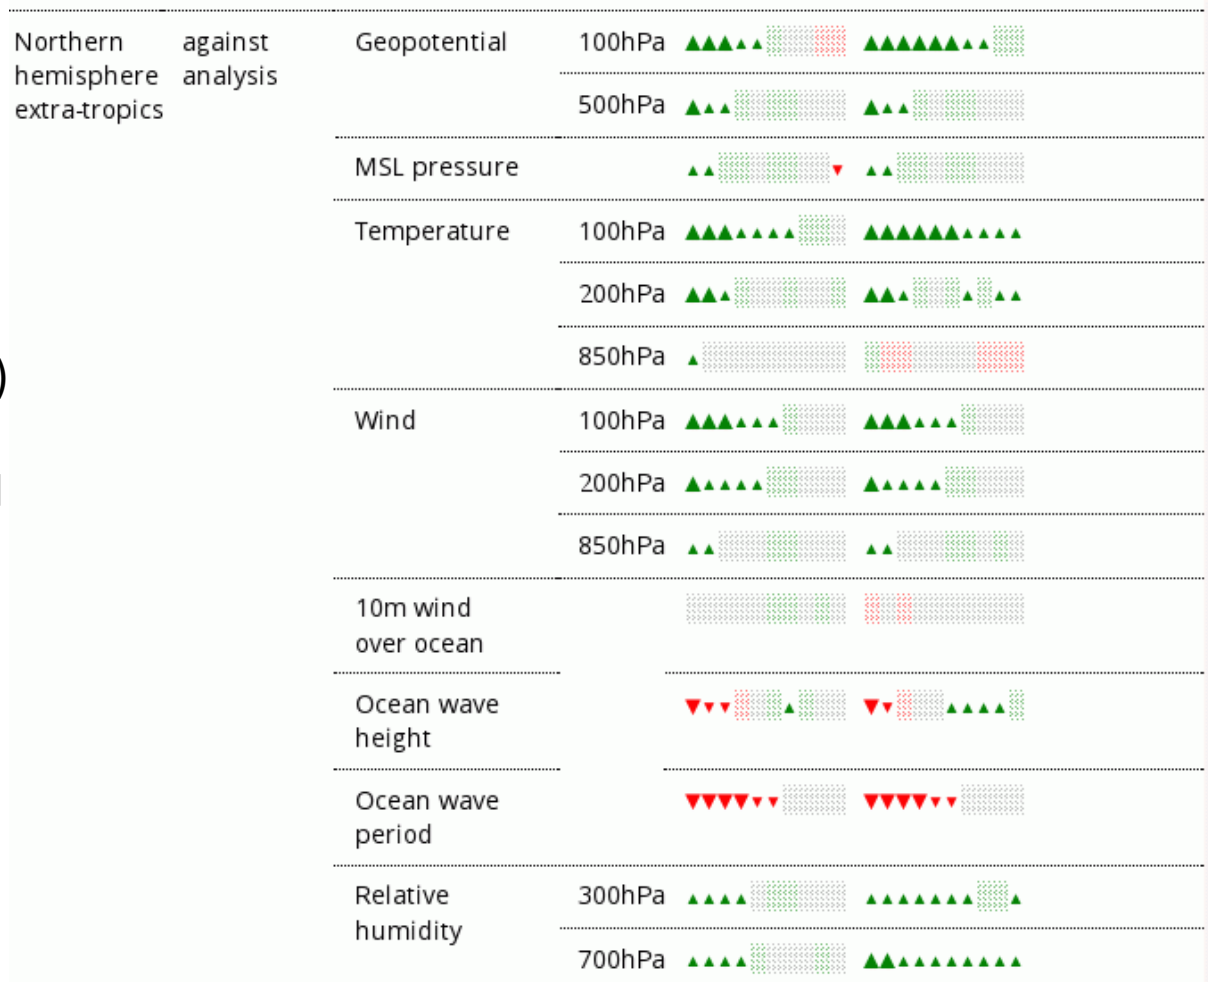 Northern
hemisphere
extra-tropics
against
analysis
Geopotential
100hPa
500hPa
MSL pressure
Temperature
100hPa
200hPa
850hPa
Wind
100hPa
200hPa
850hPa
10m wind
over ocean
Ocean wave
height
Ocean wave
period
Relative
humidity
300hPa
700hPa
)